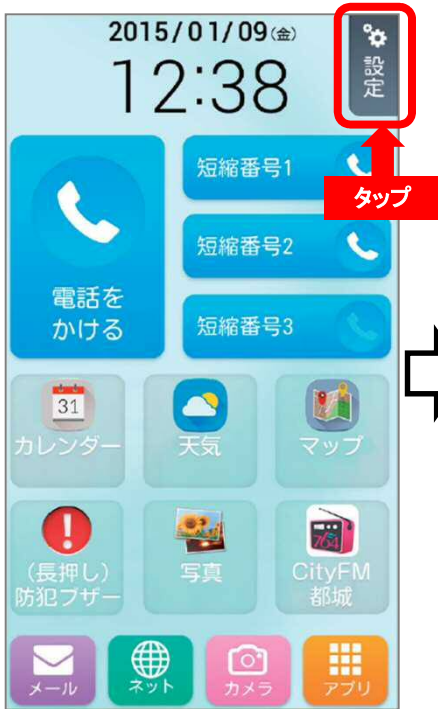 2015/01/09(金)
12:38
設定
タップ
電話を
かける
短縮番号1
短縮番号2
短縮番号3
31
カレンダー
天気
マップ
(長押し)
防犯ブザー
写真
764
CityFM
都城
メール
ネット
カメラ
アプリ